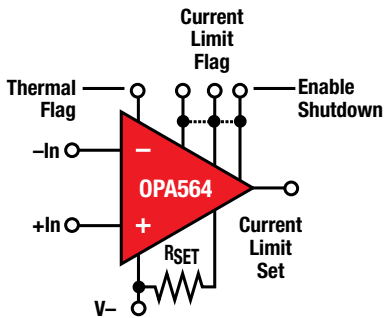 Current
Limit
Flag
Thermal
Flag
Enable
Shutdown
–In
−
OPA564
+In
+
Current
Limit
Set
RSET
V–